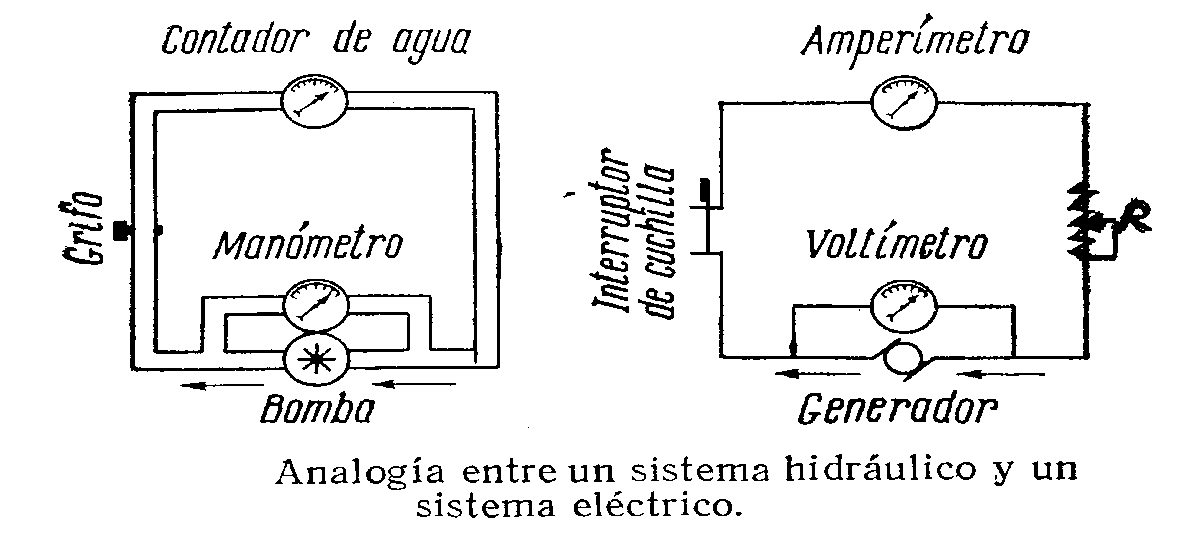 Contador de agua
Amperímetro
Grifo
Manómetro
Interruptor
de cuchilla
Voltímetro
R
Bomba
Generador
Analogía entre un sistema hidráulico y un
sistema eléctrico.